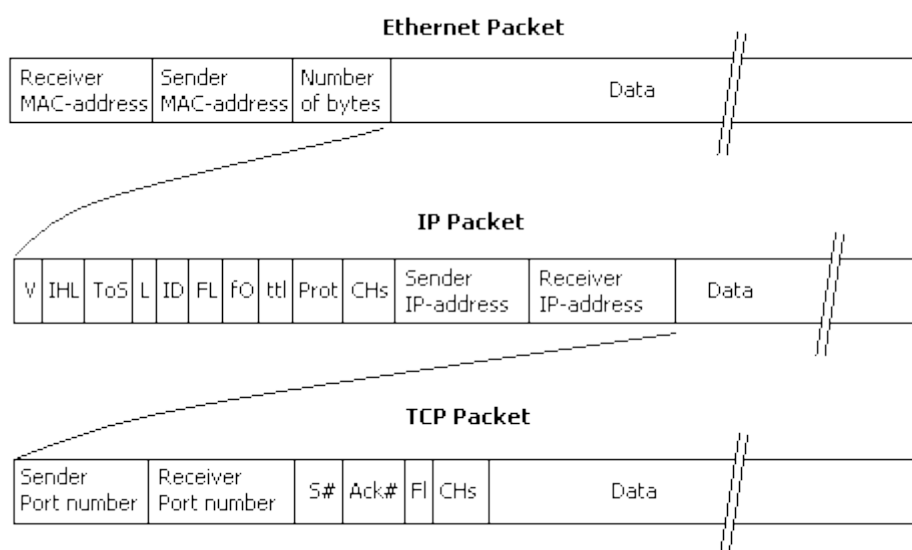 Ethernet Packet
Receiver MAC-address
Sender MAC-address
Number of bytes
Data
IP Packet
V IHL ToS L ID FL fO ttl Prot CHs
Sender IP-address
Receiver IP-address
Data
TCP Packet
Sender Port number
Receiver Port number
S# Ack# Fl CHs
Data